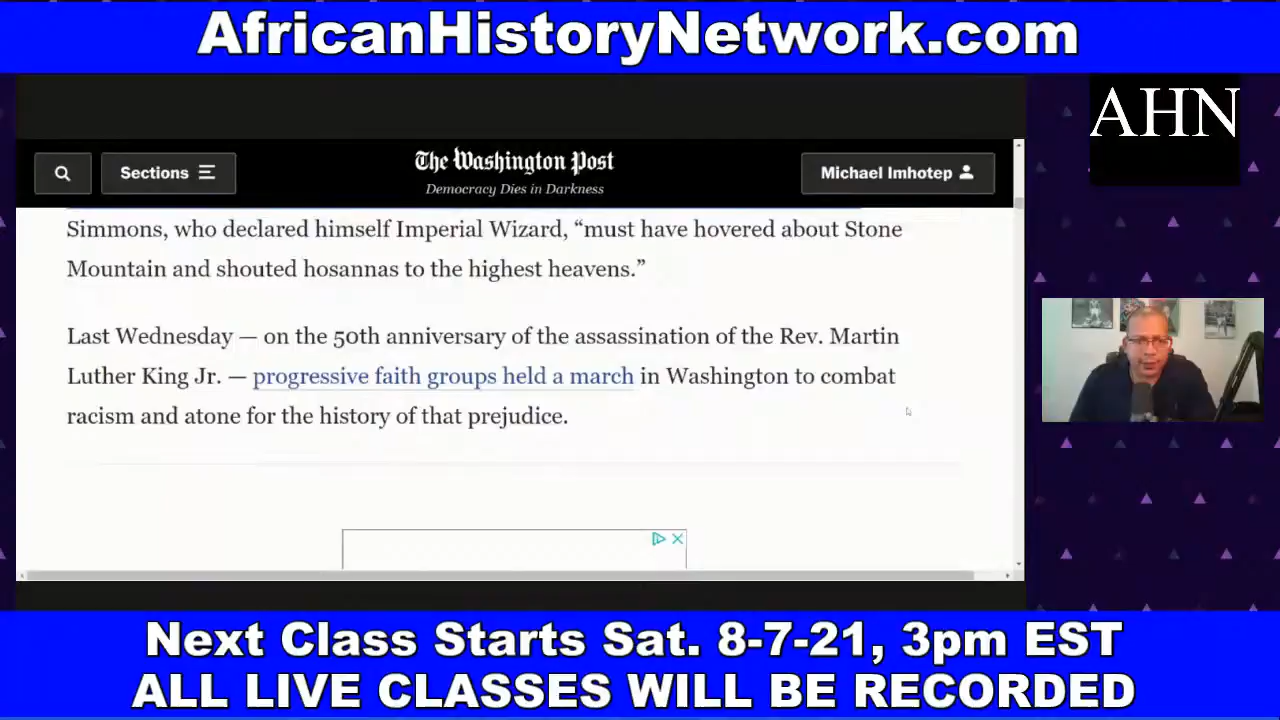 AfricanHistoryNetwork.com
AHN
Sections
The Washington Post
Democracy Dies in Darkness
Michael Imhotep
Simmons, who declared himself Imperial Wizard, “must have hovered about Stone
Mountain and shouted hosannas to the highest heavens.”
Last Wednesday — on the 50th anniversary of the assassination of the Rev. Martin
Luther King Jr. — progressive faith groups held a march in Washington to combat
racism and atone for the history of that prejudice.
Next Class Starts Sat. 8-7-21, 3pm EST
ALL LIVE CLASSES WILL BE RECORDED